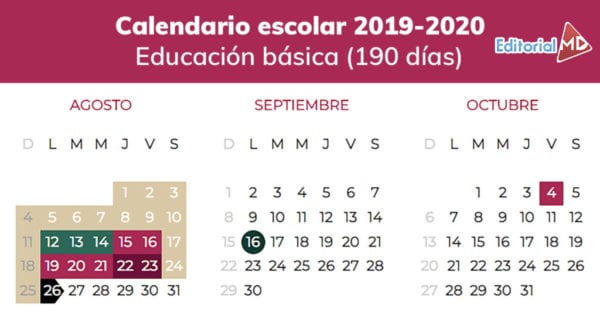 Calendario escolar 2019-2020
Educación básica (190 días)
Editorial MD
AGOSTO
D L M M J V S
1 2 3
4 5 6 7 8 9 10
11 12 13 14 15 16 17
18 19 20 21 22 23 24
25 26 27 28 29 30 31
SEPTIEMBRE
D L M M J V S
1 2 3 4 5 6 7
8 9 10 11 12 13 14
15 16 17 18 19 20 21
22 23 24 25 26 27 28
29 30
OCTUBRE
D L M M J V S
1 2 3 4 5
6 7 8 9 10 11 12
13 14 15 16 17 18 19
20 21 22 23 24 25 26
27 28 29 30 31